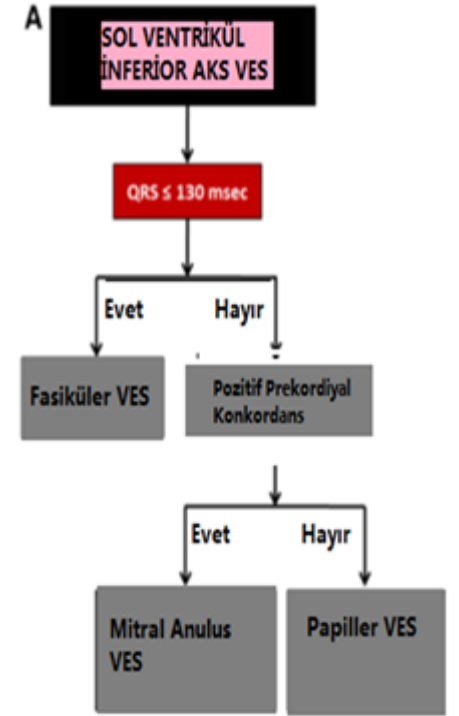 A
SOL VENTRİKÜL
İNFERİOR AKS VES
QRS ≤ 130 msec
Evet
Hayır
Fasiküler VES
Pozitif Prekordiyal
Konkordans
Evet
Hayır
Mitral Anulus
VES
Papiller VES